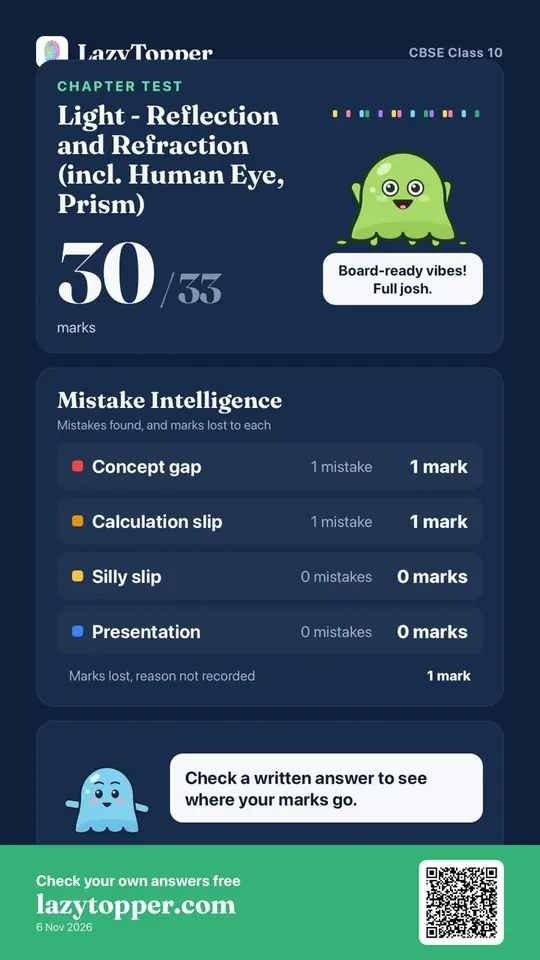 LazyTopper
CBSE Class 10
CHAPTER TEST
Light - Reflection
and Refraction
(incl. Human Eye,
Prism)
30 /33
marks
Board-ready vibes!
Full josh.
Mistake Intelligence
Mistakes found, and marks lost to each
Concept gap 1 mistake 1 mark
Calculation slip 1 mistake 1 mark
Silly slip 0 mistakes 0 marks
Presentation 0 mistakes 0 marks
Marks lost, reason not recorded 1 mark
Check a written answer to see
where your marks go.
Check your own answers free
lazytopper.com
6 Nov 2026